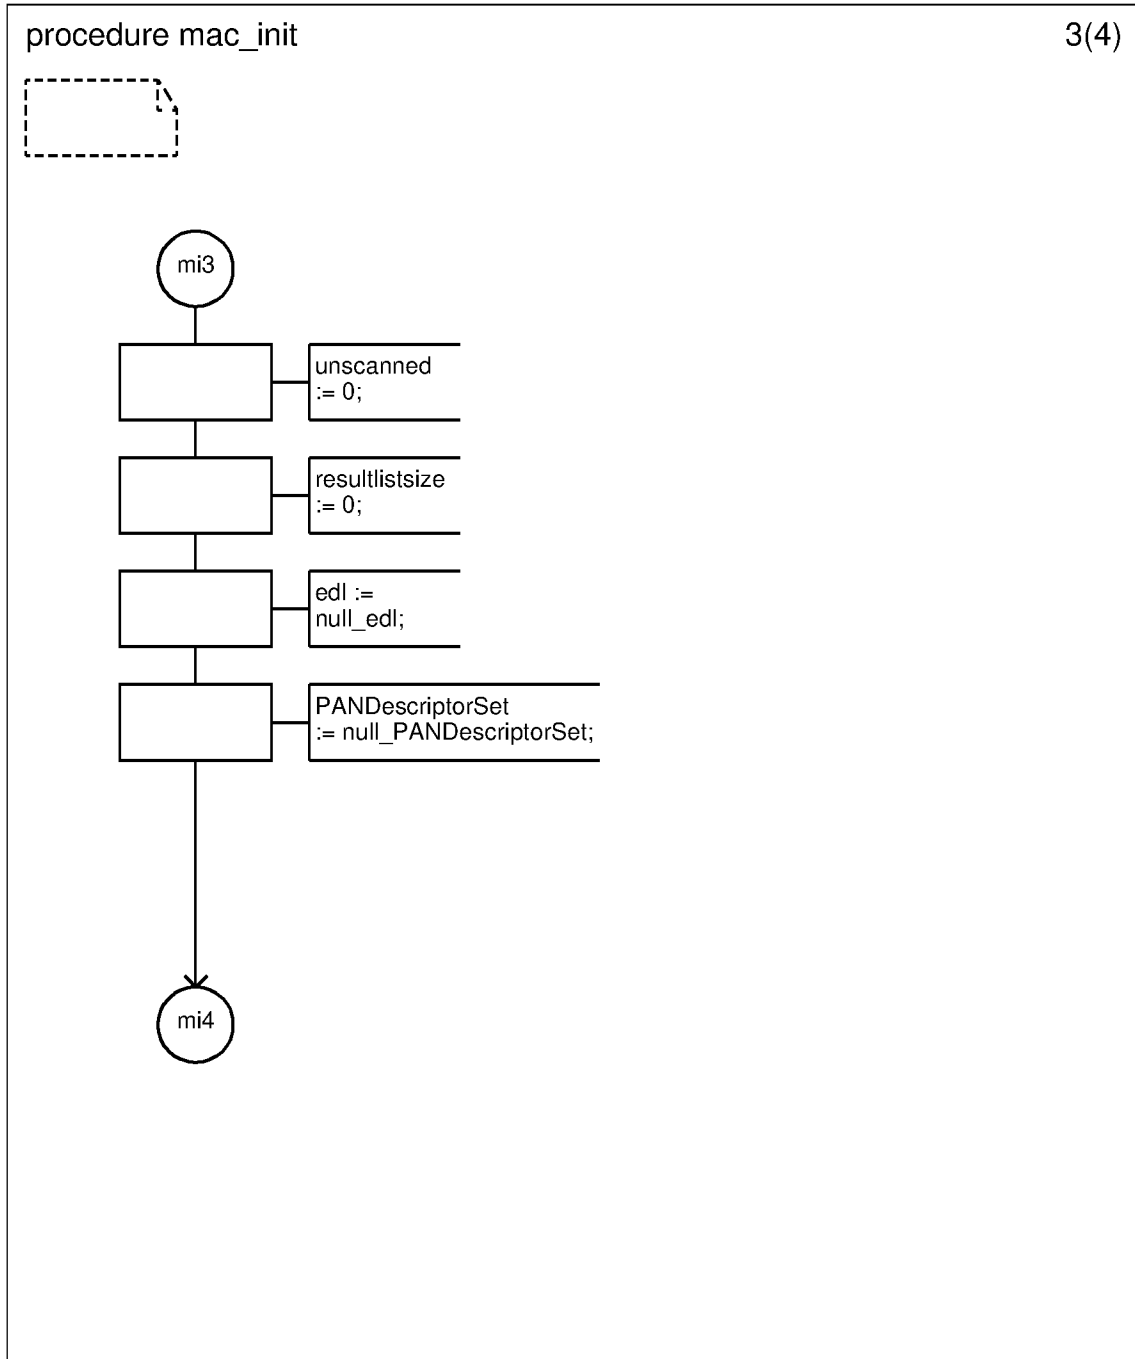 procedure mac_init
3(4)
mi3
unscanned
:= 0;
resultlistsize
:= 0;
edl :=
null_edl;
PANDescriptorSet
:= null_PANDescriptorSet;
mi4